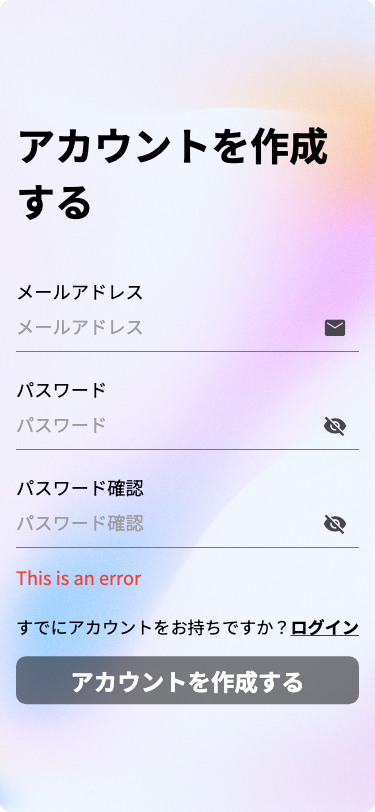 アカウントを作成
する
メールアドレス
メールアドレス
パスワード
パスワード
パスワード確認
パスワード確認
This is an error
すでにアカウントをお持ちですか？ログイン
アカウントを作成する